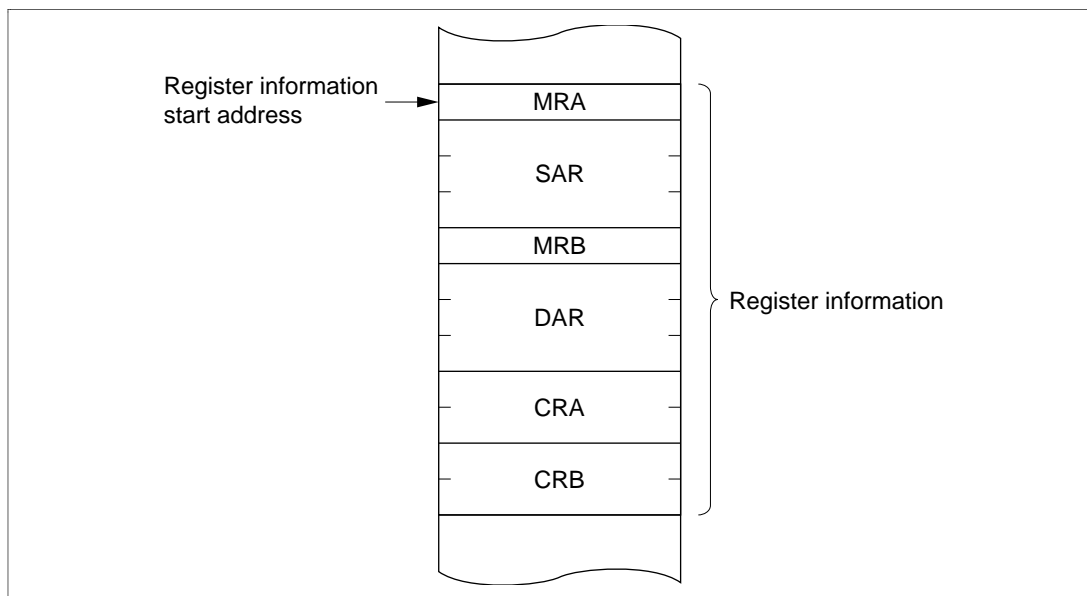 Register information
start address
MRA
SAR
MRB
DAR
Register information
CRA
CRB